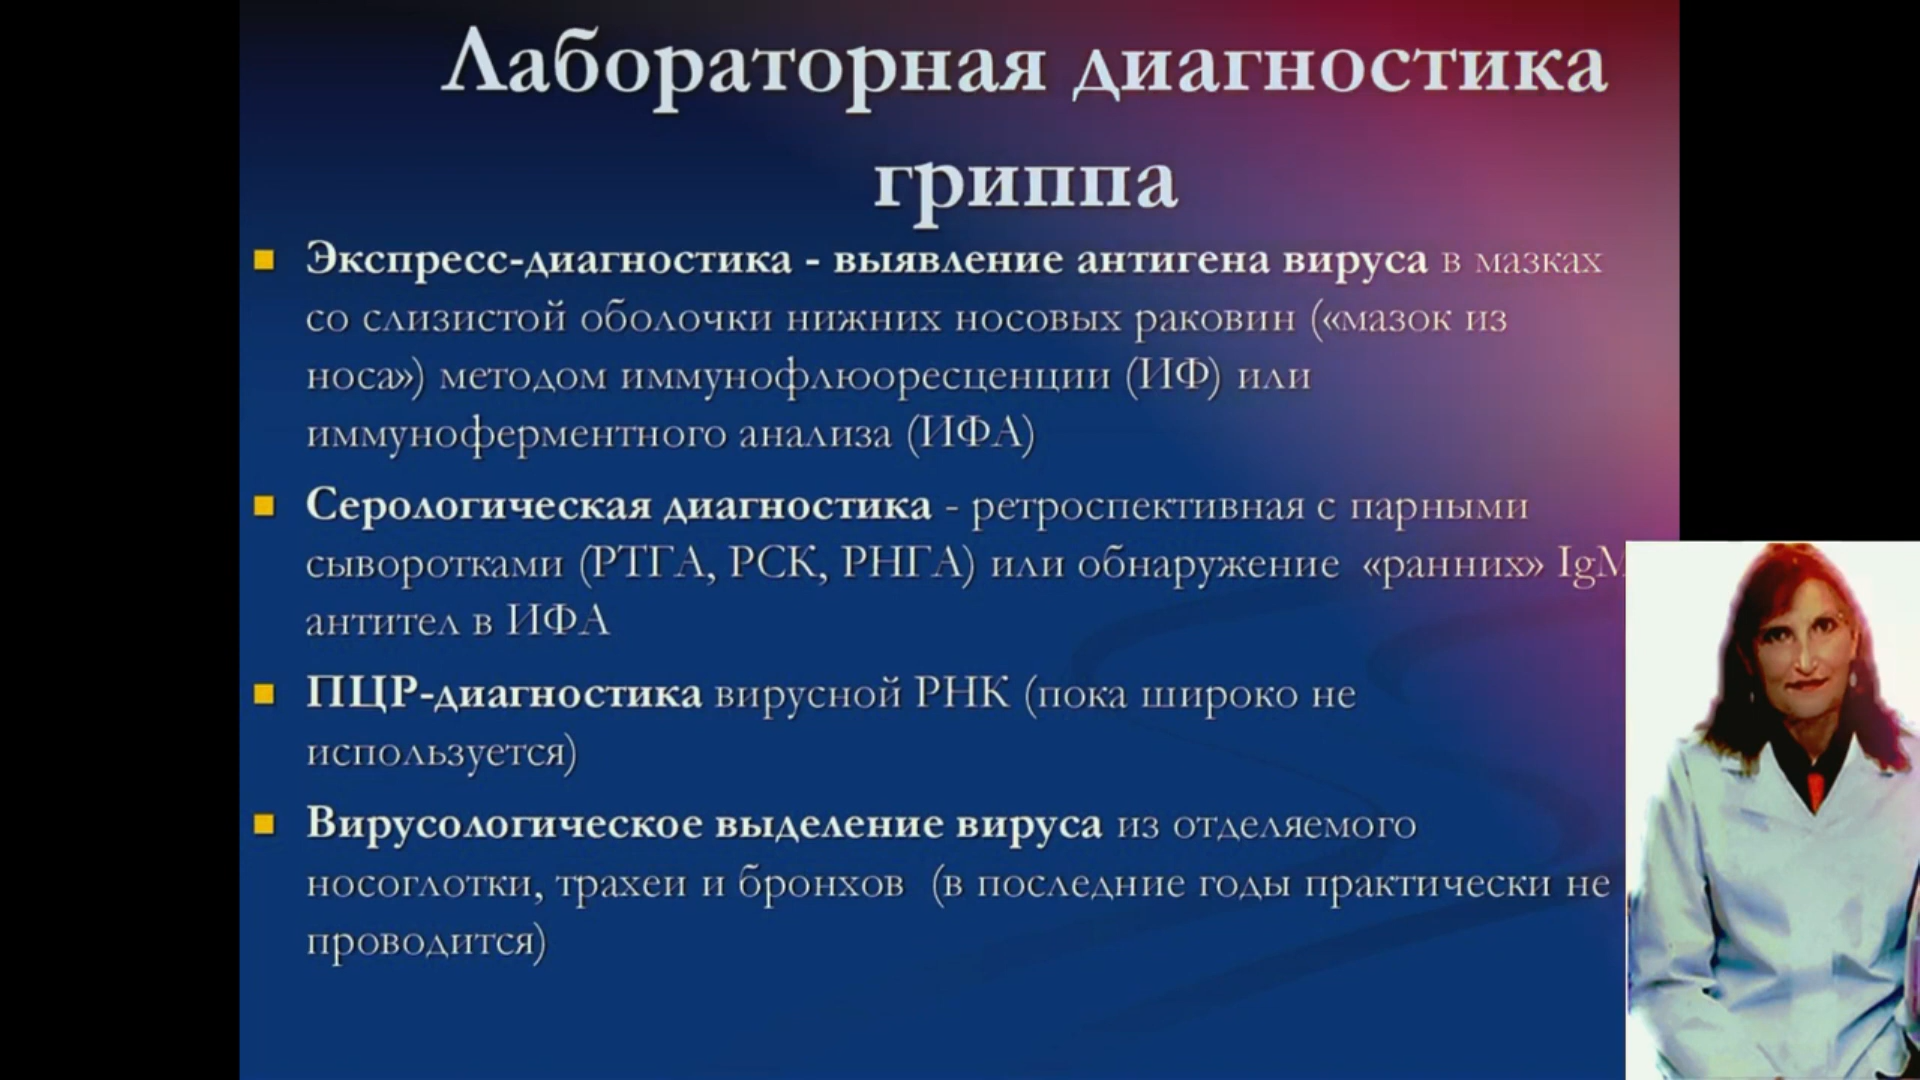 Лабораторная диагностика
гриппа
Экспресс-диагностика - выявление антигена вируса в мазках
со слизистой оболочки нижних носовых раковин («мазок из
носа») методом иммунофлюоресценции (ИФ) или
иммуноферментного анализа (ИФА)
Серологическая диагностика - ретроспективная с парными
сыворотками (РТГА, РСК, РНГА) или обнаружение «ранних» IgM
антител в ИФА
ПЦР-диагностика вирусной РНК (пока широко не
используется)
Вирусологическое выделение вируса из отделяемого
носоглотки, трахеи и бронхов (в последние годы практически не
проводится)